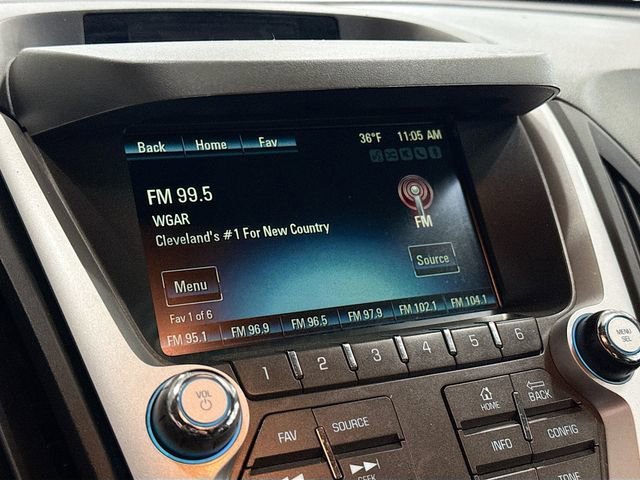 Back Home Fav 36°F 11:05 AM
FM 99.5
WGAR
Cleveland's #1 For New Country
FM
Menu Source
Fav 1 of 6
FM 95.1 FM 96.9 FM 96.5 FM 97.9 FM 102.1 FM 104.1
1 2 3 4 5 6
MENU
SEL
VOL
FAV SOURCE
HOME BACK
INFO CONFIG
SEEK
TONE